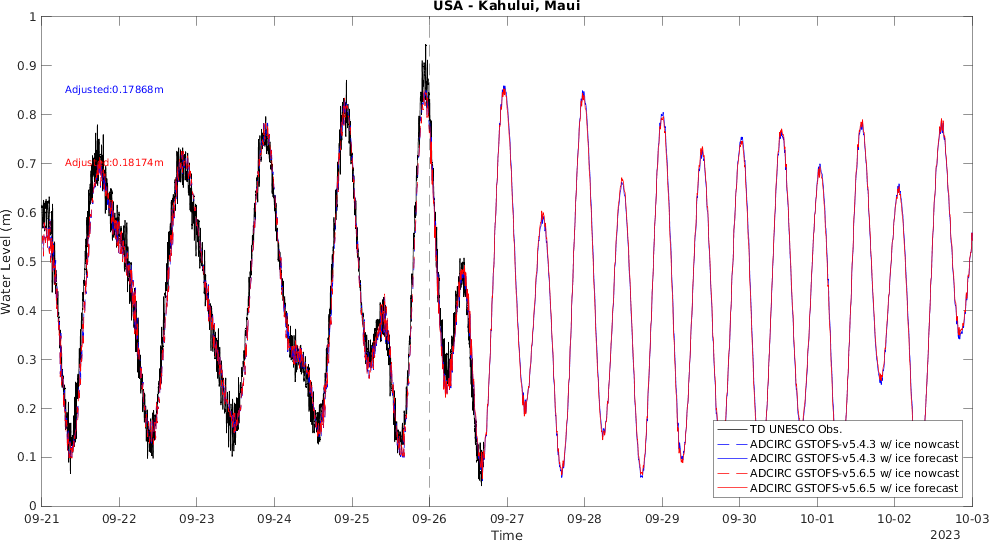 USA - Kahului, Maui
1
0.9
0.8
0.7
0.6
0.5
0.4
0.3
0.2
0.1
0
Water Level (m)
Adjusted:0.17868m
Adjusted:0.18174m
TD UNESCO Obs.
ADCIRC GSTOFS-v5.4.3 w/ ice nowcast
ADCIRC GSTOFS-v5.4.3 w/ ice forecast
ADCIRC GSTOFS-v5.6.5 w/ ice nowcast
ADCIRC GSTOFS-v5.6.5 w/ ice forecast
09-21 09-22 09-23 09-24 09-25 09-26 09-27 09-28 09-29 09-30 10-01 10-02 10-03
Time
2023